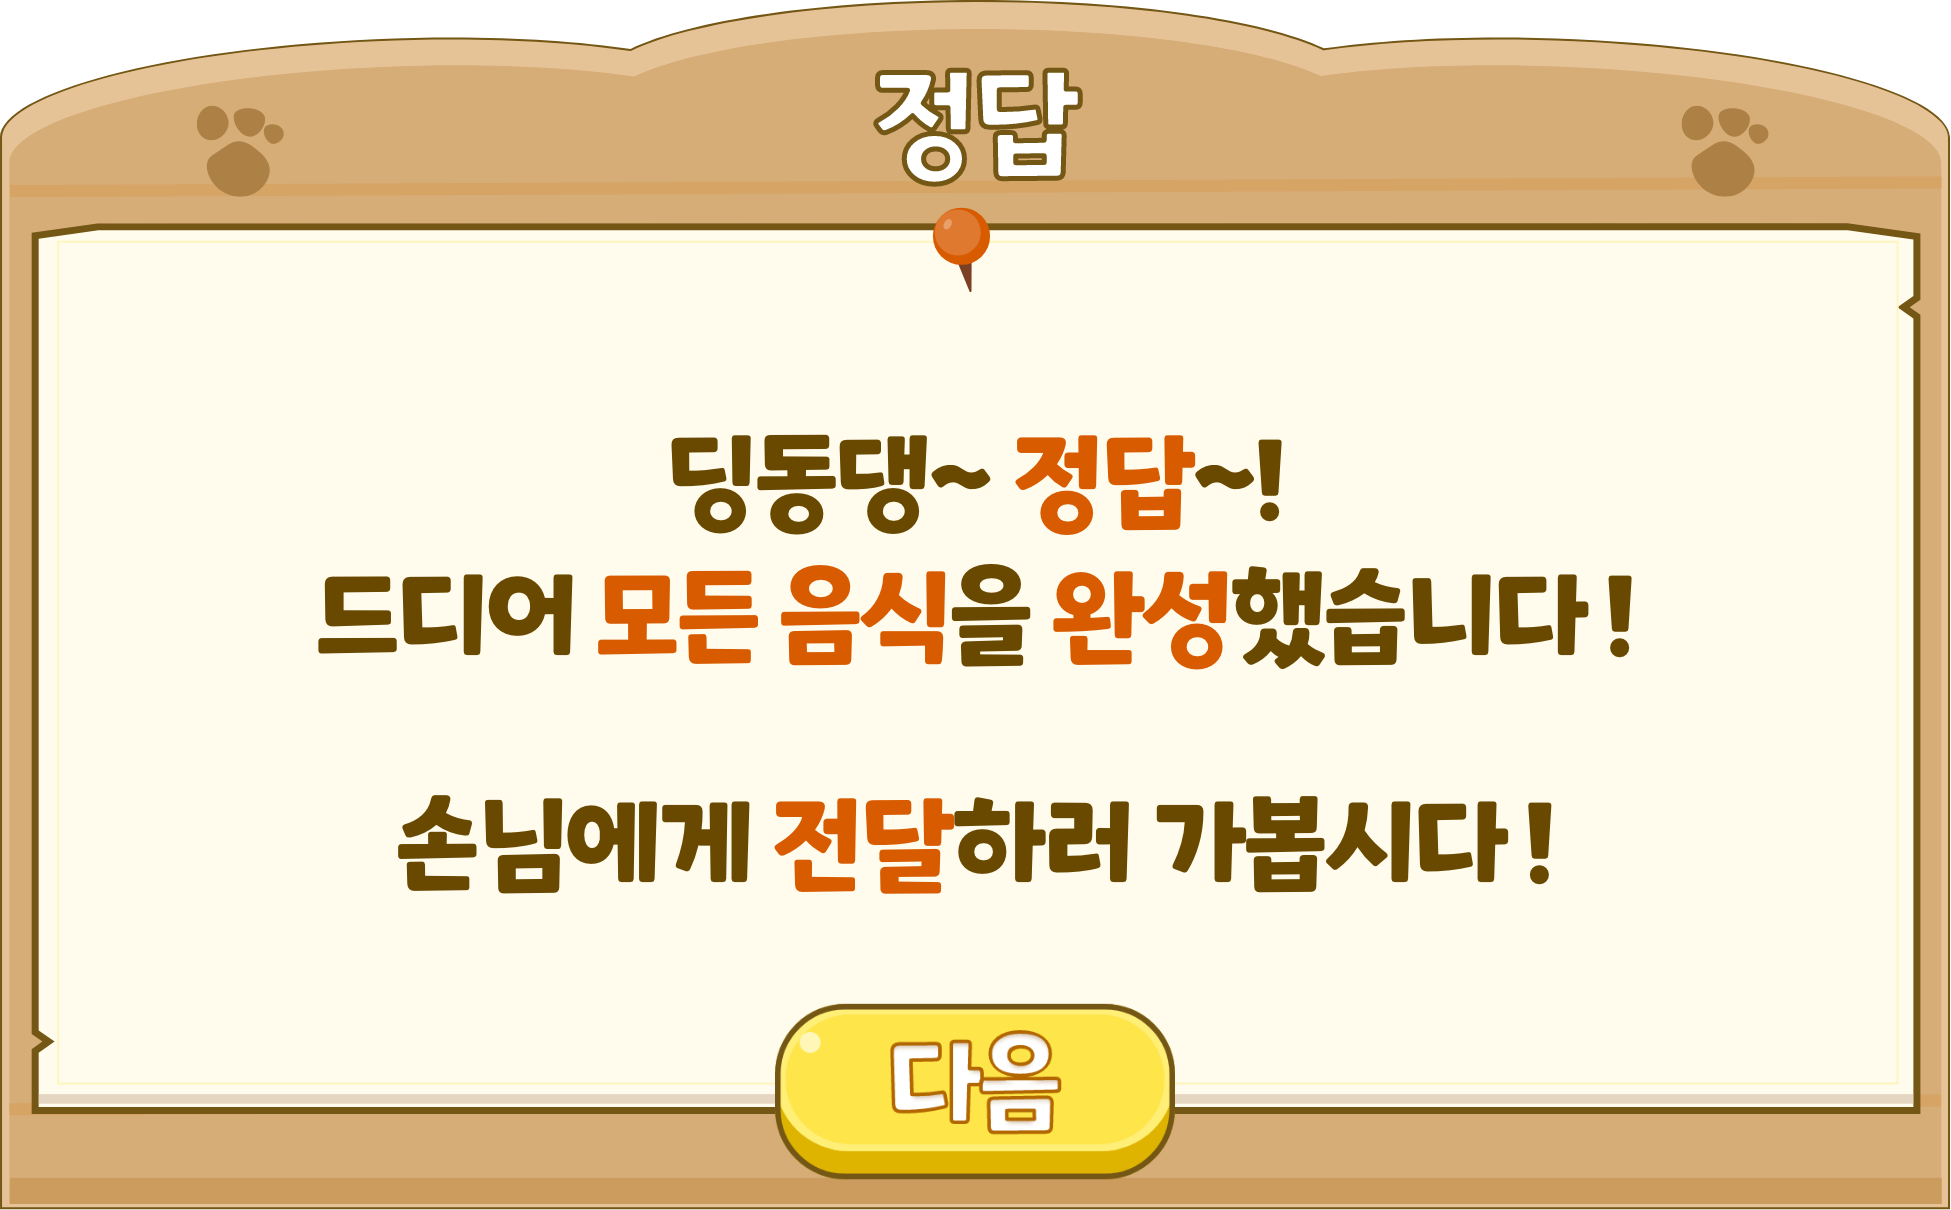 정답
딩동댕~ 정답~!
드디어 모든 음식을 완성했습니다!
손님에게 전달하러 가봅시다!
다음